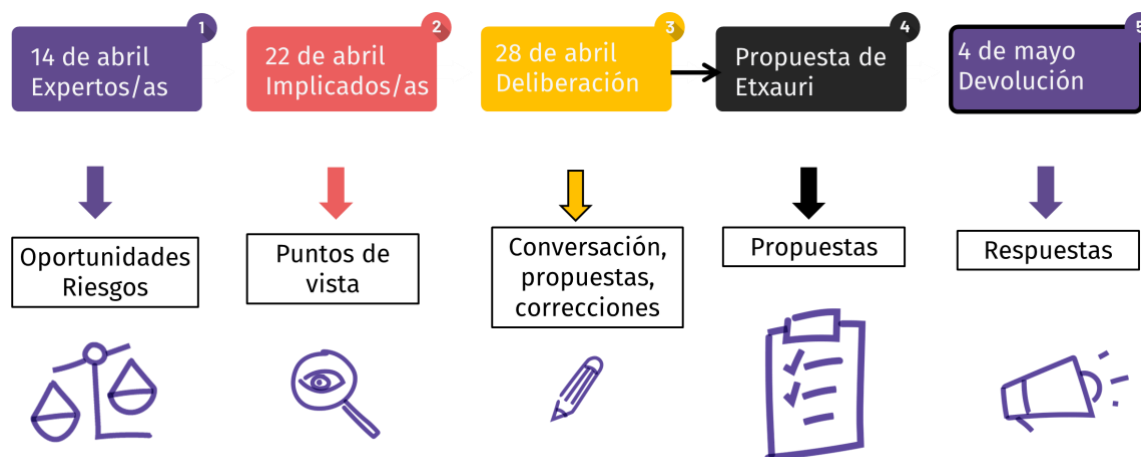 1
14 de abril
Expertos/as
2
22 de abril
Implicados/as
3
28 de abril
Deliberación
4
Propuesta de
Etxauri
5
4 de mayo
Devolución
Oportunidades
Riesgos
Puntos de
vista
Conversación,
propuestas,
correcciones
Propuestas
Respuestas